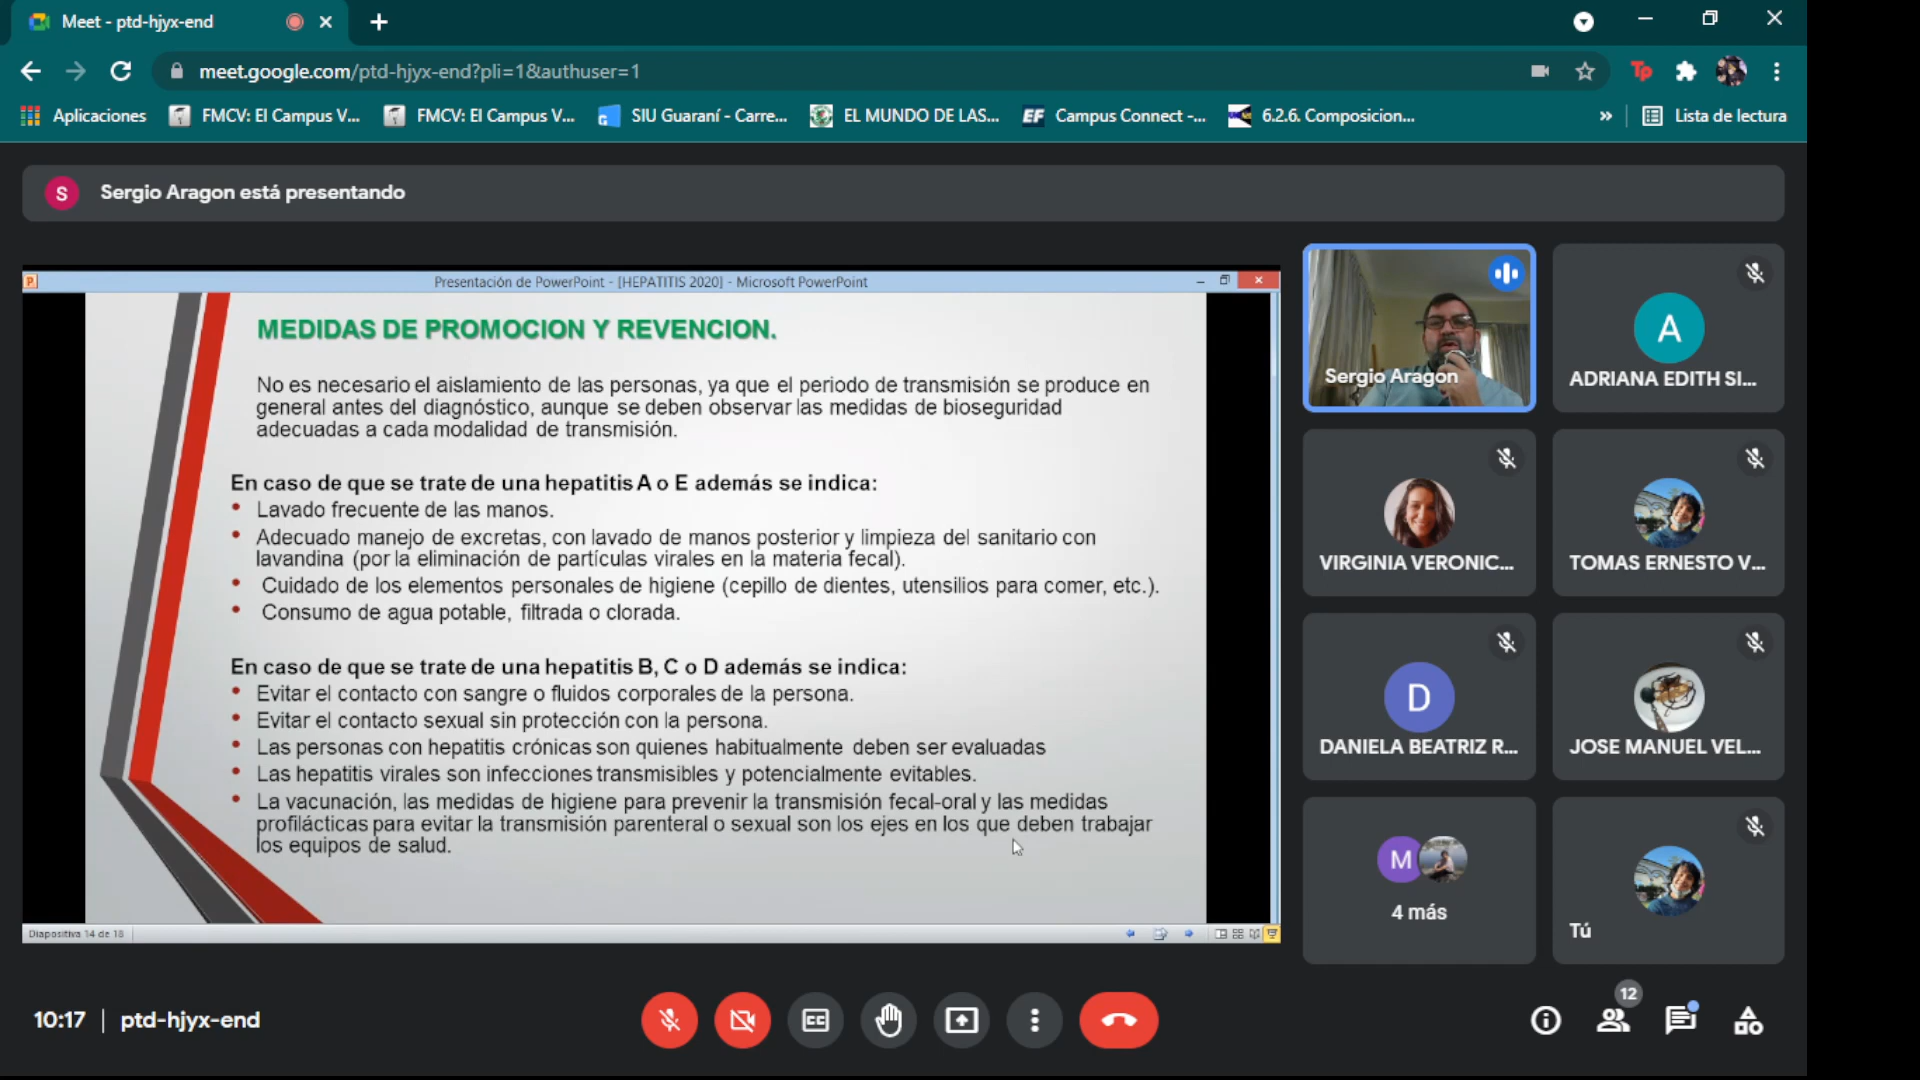 Meet - ptd-hjyx-end
meet.google.com/ptd-hjyx-end?pli=1&authuser=1
Tp
Aplicaciones
FMCV: El Campus V...
FMCV: El Campus V...
SIU Guaraní - Carre...
EL MUNDO DE LAS...
EF Campus Connect -...
6.2.6. Composicion...
»
Lista de lectura
S Sergio Aragon está presentando
Presentación de PowerPoint - [HEPATITIS 2020] - Microsoft PowerPoint
MEDIDAS DE PROMOCION Y REVENCION.
No es necesario el aislamiento de las personas, ya que el periodo de transmisión se produce en
general antes del diagnóstico, aunque se deben observar las medidas de bioseguridad
adecuadas a cada modalidad de transmisión.
En caso de que se trate de una hepatitis A o E además se indica:
• Lavado frecuente de las manos.
• Adecuado manejo de excretas, con lavado de manos posterior y limpieza del sanitario con
lavandina (por la eliminación de partículas virales en la materia fecal).
• Cuidado de los elementos personales de higiene (cepillo de dientes, utensilios para comer, etc.).
• Consumo de agua potable, filtrada o clorada.
En caso de que se trate de una hepatitis B, C o D además se indica:
• Evitar el contacto con sangre o fluidos corporales de la persona.
• Evitar el contacto sexual sin protección con la persona.
• Las personas con hepatitis crónicas son quienes habitualmente deben ser evaluadas
• Las hepatitis virales son infecciones transmisibles y potencialmente evitables.
• La vacunación, las medidas de higiene para prevenir la transmisión fecal-oral y las medidas
profilácticas para evitar la transmisión parenteral o sexual son los ejes en los que deben trabajar
los equipos de salud.
Diapositiva 14 de 18
Sergio Aragon
A
ADRIANA EDITH SI...
VIRGINIA VERONIC...
TOMAS ERNESTO V...
D
DANIELA BEATRIZ R...
JOSE MANUEL VEL...
M
4 más
Tú
10:17 | ptd-hjyx-end
12